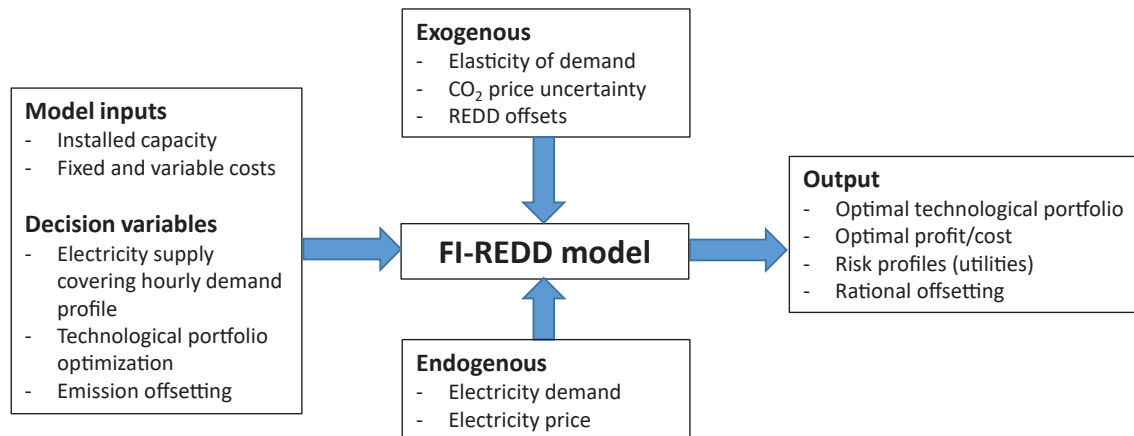 Exogenous
- Elasticity of demand
- CO₂ price uncertainty
- REDD offsets
Model inputs
- Installed capacity
- Fixed and variable costs
Decision variables
- Electricity supply
covering hourly demand
profile
- Technological portfolio
optimization
- Emission offsetting
FI-REDD model
Output
- Optimal technological portfolio
- Optimal profit/cost
- Risk profiles (utilities)
- Rational offsetting
Endogenous
- Electricity demand
- Electricity price